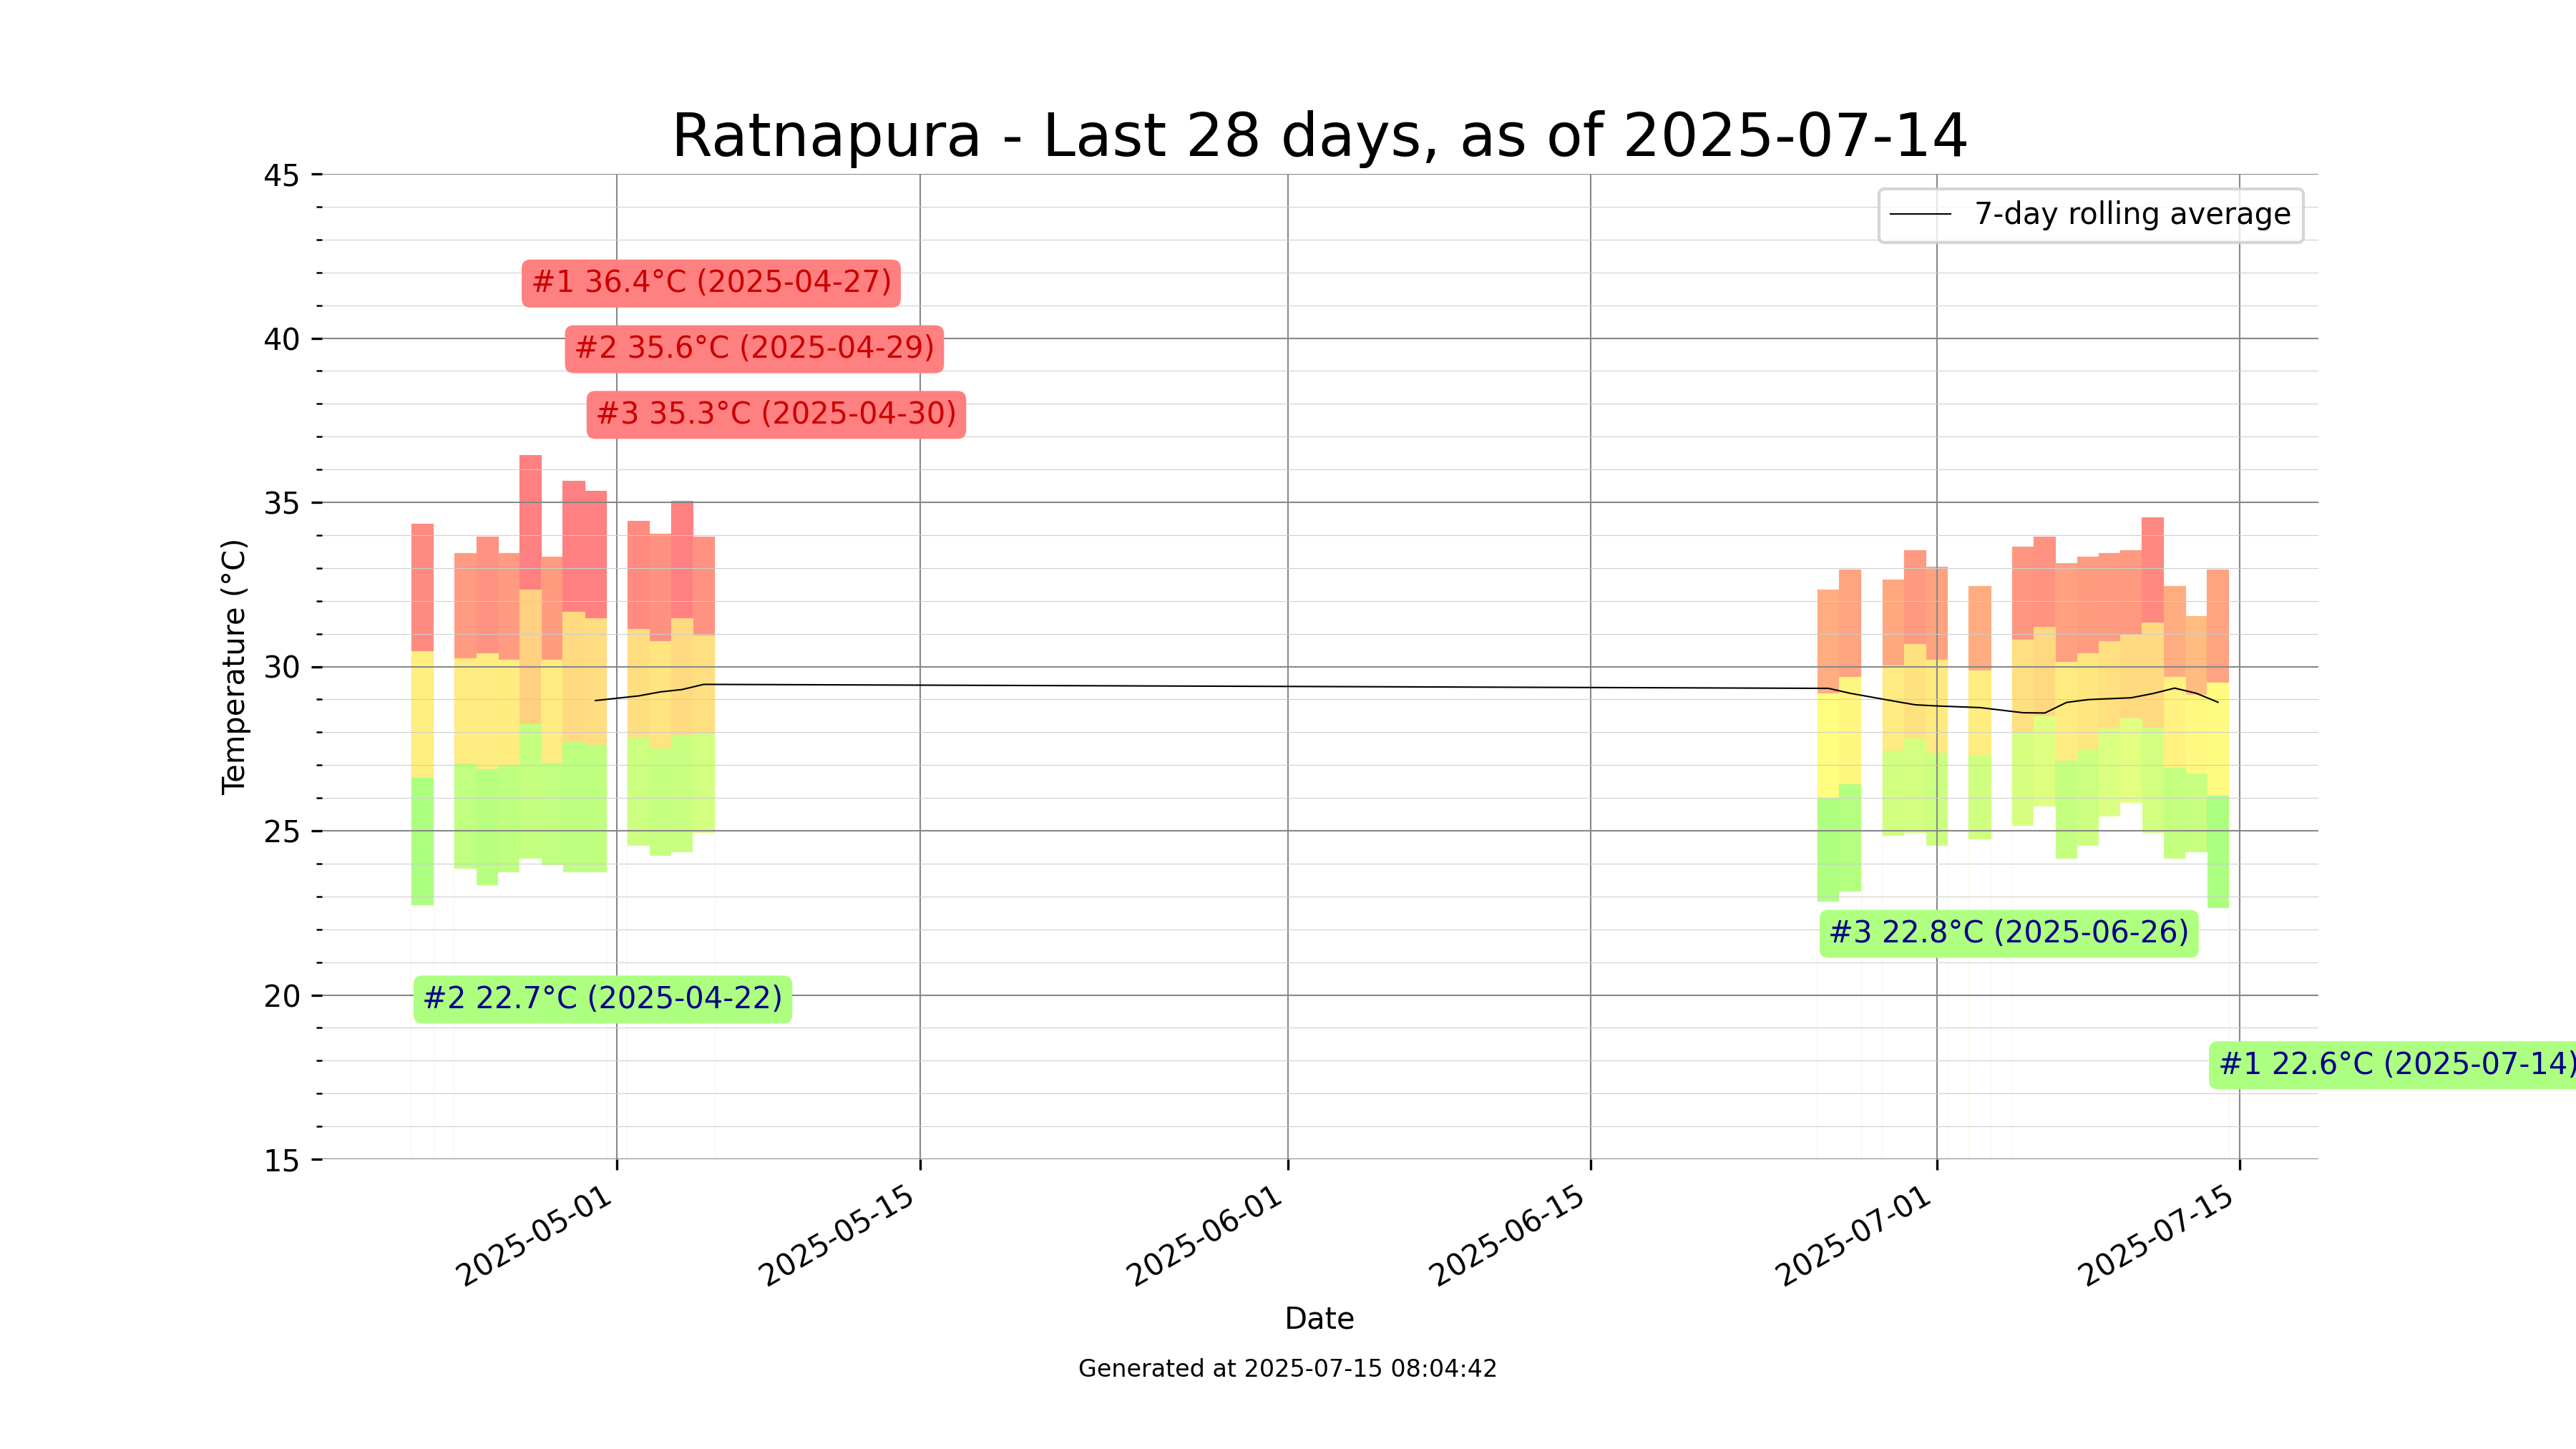 Ratnapura - Last 28 days, as of 2025-07-14
7-day rolling average
45
40
35
30
25
20
15
Temperature (°C)
#1 36.4°C (2025-04-27)
#2 35.6°C (2025-04-29)
#3 35.3°C (2025-04-30)
#3 22.8°C (2025-06-26)
#2 22.7°C (2025-04-22)
#1 22.6°C (2025-07-14)
2025-05-01
2025-05-15
2025-06-01
2025-06-15
2025-07-01
2025-07-15
Date
Generated at 2025-07-15 08:04:42